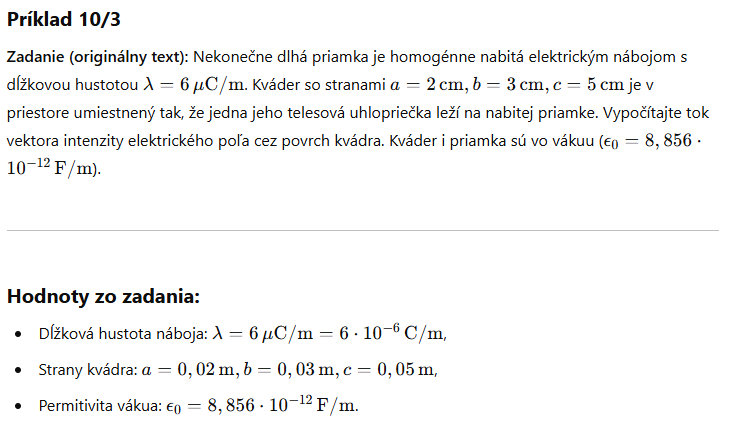 Príklad 10/3
Zadanie (originálny text): Nekonečne dlhá priamka je homogénne nabitá elektrickým nábojom s
dĺžkovou hustotou λ = 6 μC/m. Kváder so stranami a = 2 cm, b = 3 cm, c = 5 cm je v
priestore umiestnený tak, že jedna jeho telesová uhlopriečka leží na nabitej priamke. Vypočítajte tok
vektora intenzity elektrického poľa cez povrch kvádra. Kváder i priamka sú vo vákuu (ϵ₀ = 8,856 ·
10⁻¹² F/m).
Hodnoty zo zadania:
• Dĺžková hustota náboja: λ = 6 μC/m = 6 · 10⁻⁶ C/m,
• Strany kvádra: a = 0,02 m, b = 0,03 m, c = 0,05 m,
• Permitivita vákua: ϵ₀ = 8,856 · 10⁻¹² F/m.